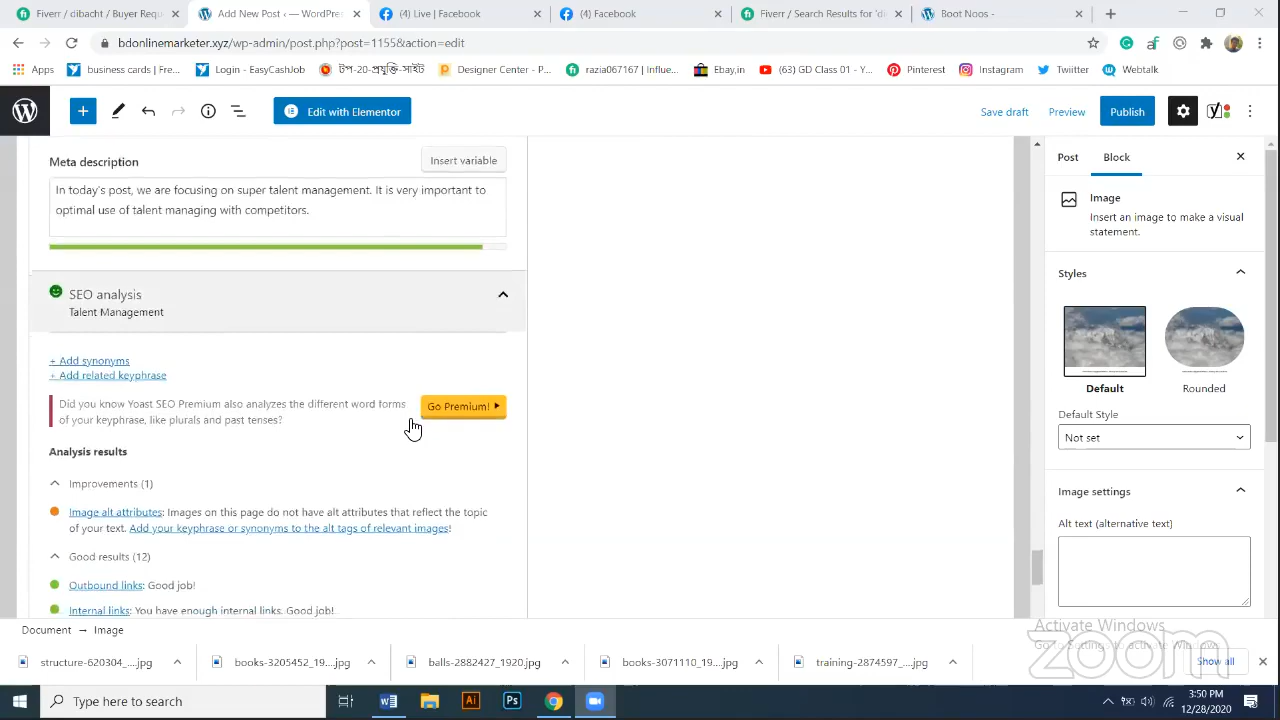 Fiverr / dibacht / Buyer Reque
Add New Post ‹ — WordPres
(4) Live | Facebook
(4) Facebook
Fiverr / Search Results for 'di
Boot Noos -
bdonlinemarketer.xyz/wp-admin/post.php?post=1155&action=edit
Apps
business cards | Fre...
Login - EasyCashJob
Designer Center - P...
razia067167 | Influe...
Ebay,in
(63) GD Class 01 - Y...
Pinterest
Instagram
Twiitter
Webtalk
Edit with Elementor
Save draft
Preview
Publish
Meta description
Insert variable
In today's post, we are focusing on super talent management. It is very important to
optimal use of talent managing with competitors.
SEO analysis
Talent Management
+ Add synonyms
+ Add related keyphrase
Did you know Yoast SEO Premium also analyzes the different word forms
of your keyphrase, like plurals and past tenses?
Go Premium!
Analysis results
Improvements (1)
Image alt attributes: Images on this page do not have alt attributes that reflect the topic
of your text. Add your keyphrase or synonyms to the alt tags of relevant images!
Good results (12)
Outbound links: Good job!
Internal links: You have enough internal links. Good job!
Post
Block
Image
Insert an image to make a visual
statement.
Styles
Default
Rounded
Default Style
Not set
Image settings
Alt text (alternative text)
Document → Image
Activate Windows
Go to Settings to activate Windows.
zoom
structure-620304_....jpg
books-3205452_19....jpg
balls-2882427_1920.jpg
books-3071110_19....jpg
training-2874597_....jpg
Show all
Type here to search
3:50 PM
12/28/2020